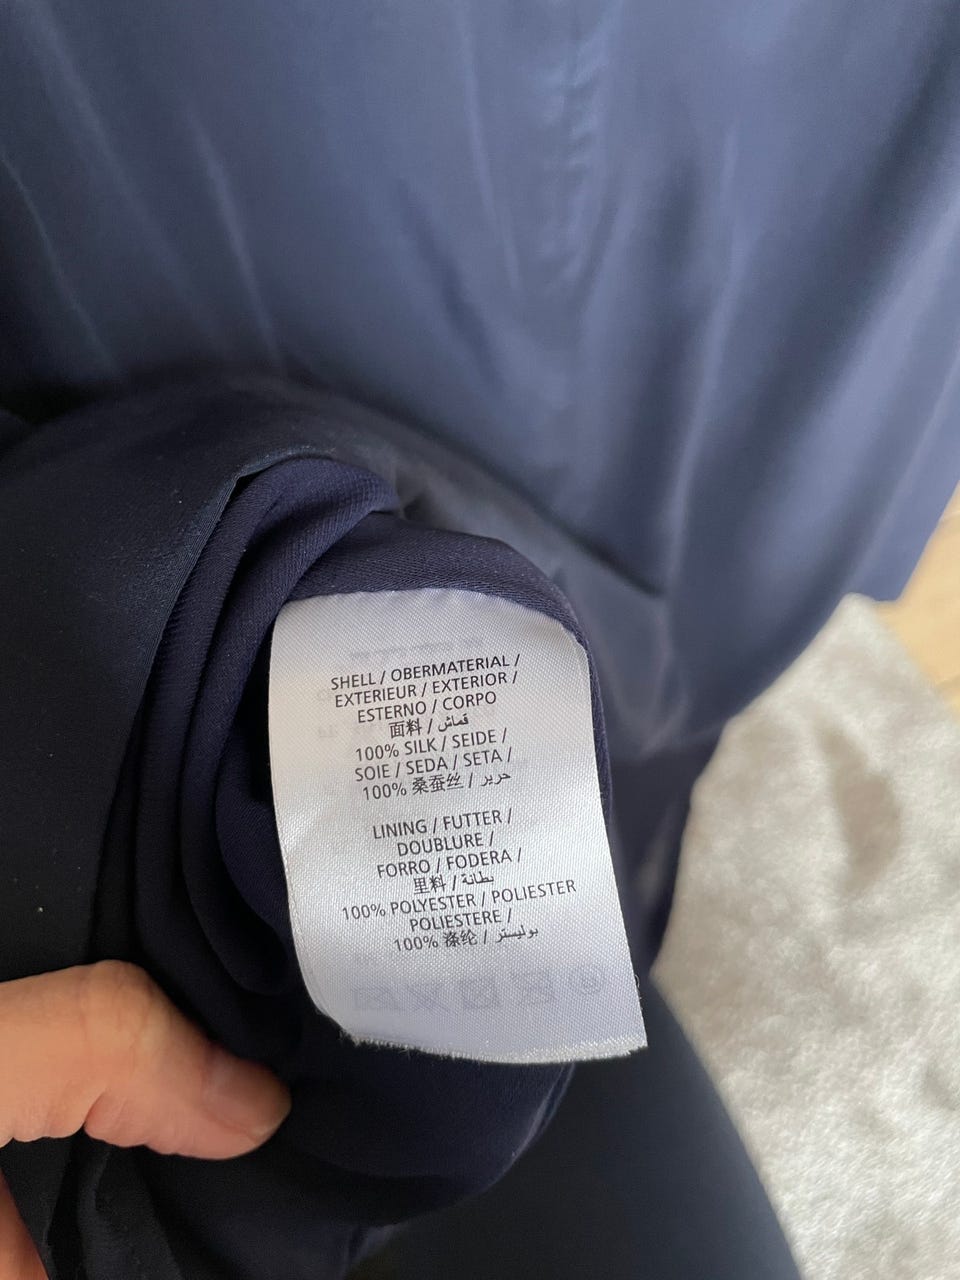 SHELL / OBERMATERIAL /
EXTERIEUR / EXTERIOR /
ESTERNO / CORPO
面料 / قماش
100% SILK / SEIDE /
SOIE / SEDA / SETA /
100% 桑蚕丝 / حرير
LINING / FUTTER /
DOUBLURE /
FORRO / FODERA /
里料 / بطانة
100% POLYESTER / POLIESTER
POLIESTERE /
100% 涤纶 / بوليستر